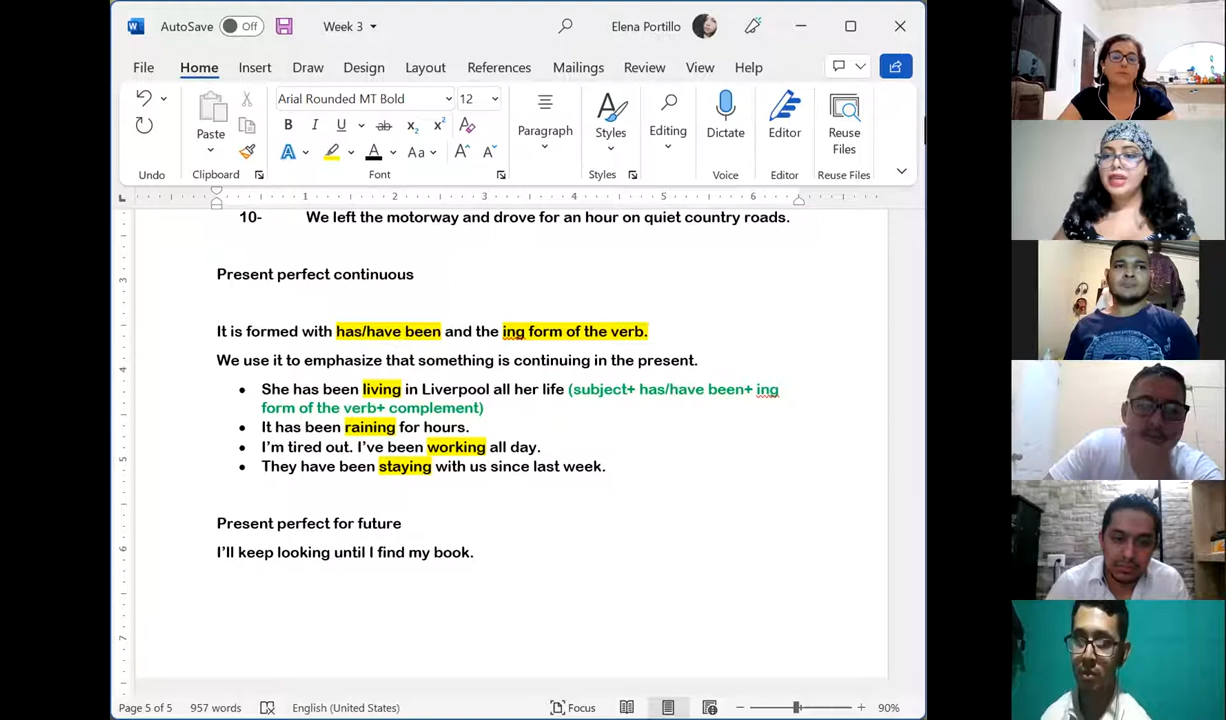 AutoSave Off Week 3 Elena Portillo
File Home Insert Draw Design Layout References Mailings Review View Help
Arial Rounded MT Bold 12
Paste Paragraph Styles Editing Dictate Editor Reuse Files
Undo Clipboard Font Styles Voice Editor Reuse Files
1 2 3 4 5 6 7
10- We left the motorway and drove for an hour on quiet country roads.
Present perfect continuous
It is formed with has/have been and the ing form of the verb.
We use it to emphasize that something is continuing in the present.
• She has been living in Liverpool all her life (subject+ has/have been+ ing
form of the verb+ complement)
• It has been raining for hours.
• I’m tired out. I’ve been working all day.
• They have been staying with us since last week.
Present perfect for future
I’ll keep looking until I find my book.
Page 5 of 5 957 words English (United States) Focus 90%